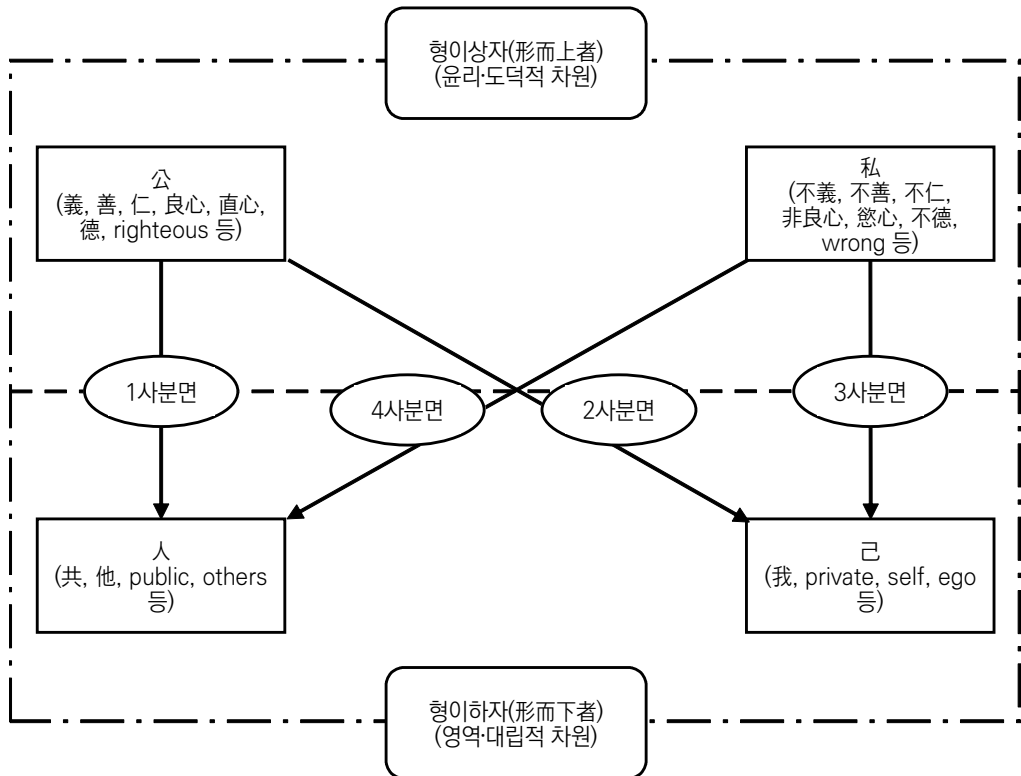 형이상자(形而上者)
(윤리·도덕적 차원)
公
(義, 善, 仁, 良心, 直心,
德, righteous 등)
私
(不義, 不善, 不仁,
非良心, 慾心, 不德,
wrong 등)
1사분면
4사분면
2사분면
3사분면
人
(共, 他, public, others
등)
己
(我, private, self, ego
등)
형이하자(形而下者)
(영역·대립적 차원)